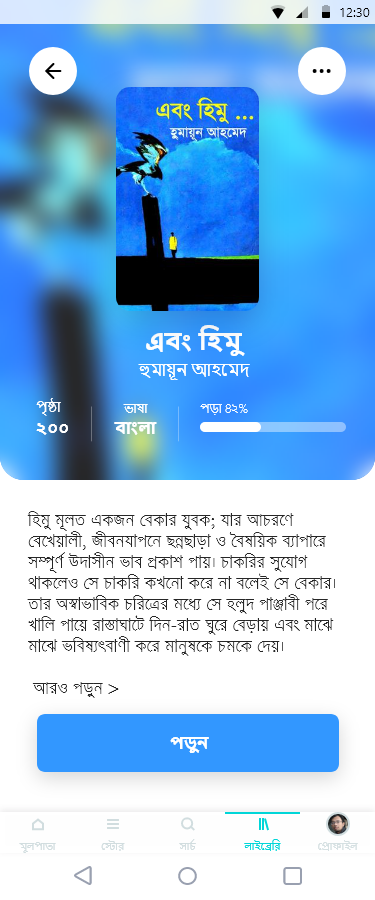 12:30
এবং হিমু ...
হুমায়ূন আহমেদ
এবং হিমু
হুমায়ূন আহমেদ
পৃষ্ঠা
২০০
ভাষা
বাংলা
পড়া ৪২%
হিমু মূলত একজন বেকার যুবক; যার আচরণে
বেখেয়ালী, জীবনযাপনে ছন্নছাড়া ও বৈষয়িক ব্যাপারে
সম্পূর্ণ উদাসীন ভাব প্রকাশ পায়। চাকরির সুযোগ
থাকলেও সে চাকরি কখনো করে না বলেই সে বেকার।
তার অস্বাভাবিক চরিত্রের মধ্যে সে হলুদ পাঞ্জাবী পরে
খালি পায়ে রাস্তাঘাটে দিন-রাত ঘুরে বেড়ায় এবং মাঝে
মাঝে ভবিষ্যৎবাণী করে মানুষকে চমকে দেয়।
আরও পড়ুন >
পড়ুন
মূলপাতা
স্টোর
সার্চ
লাইব্রেরি
প্রোফাইল